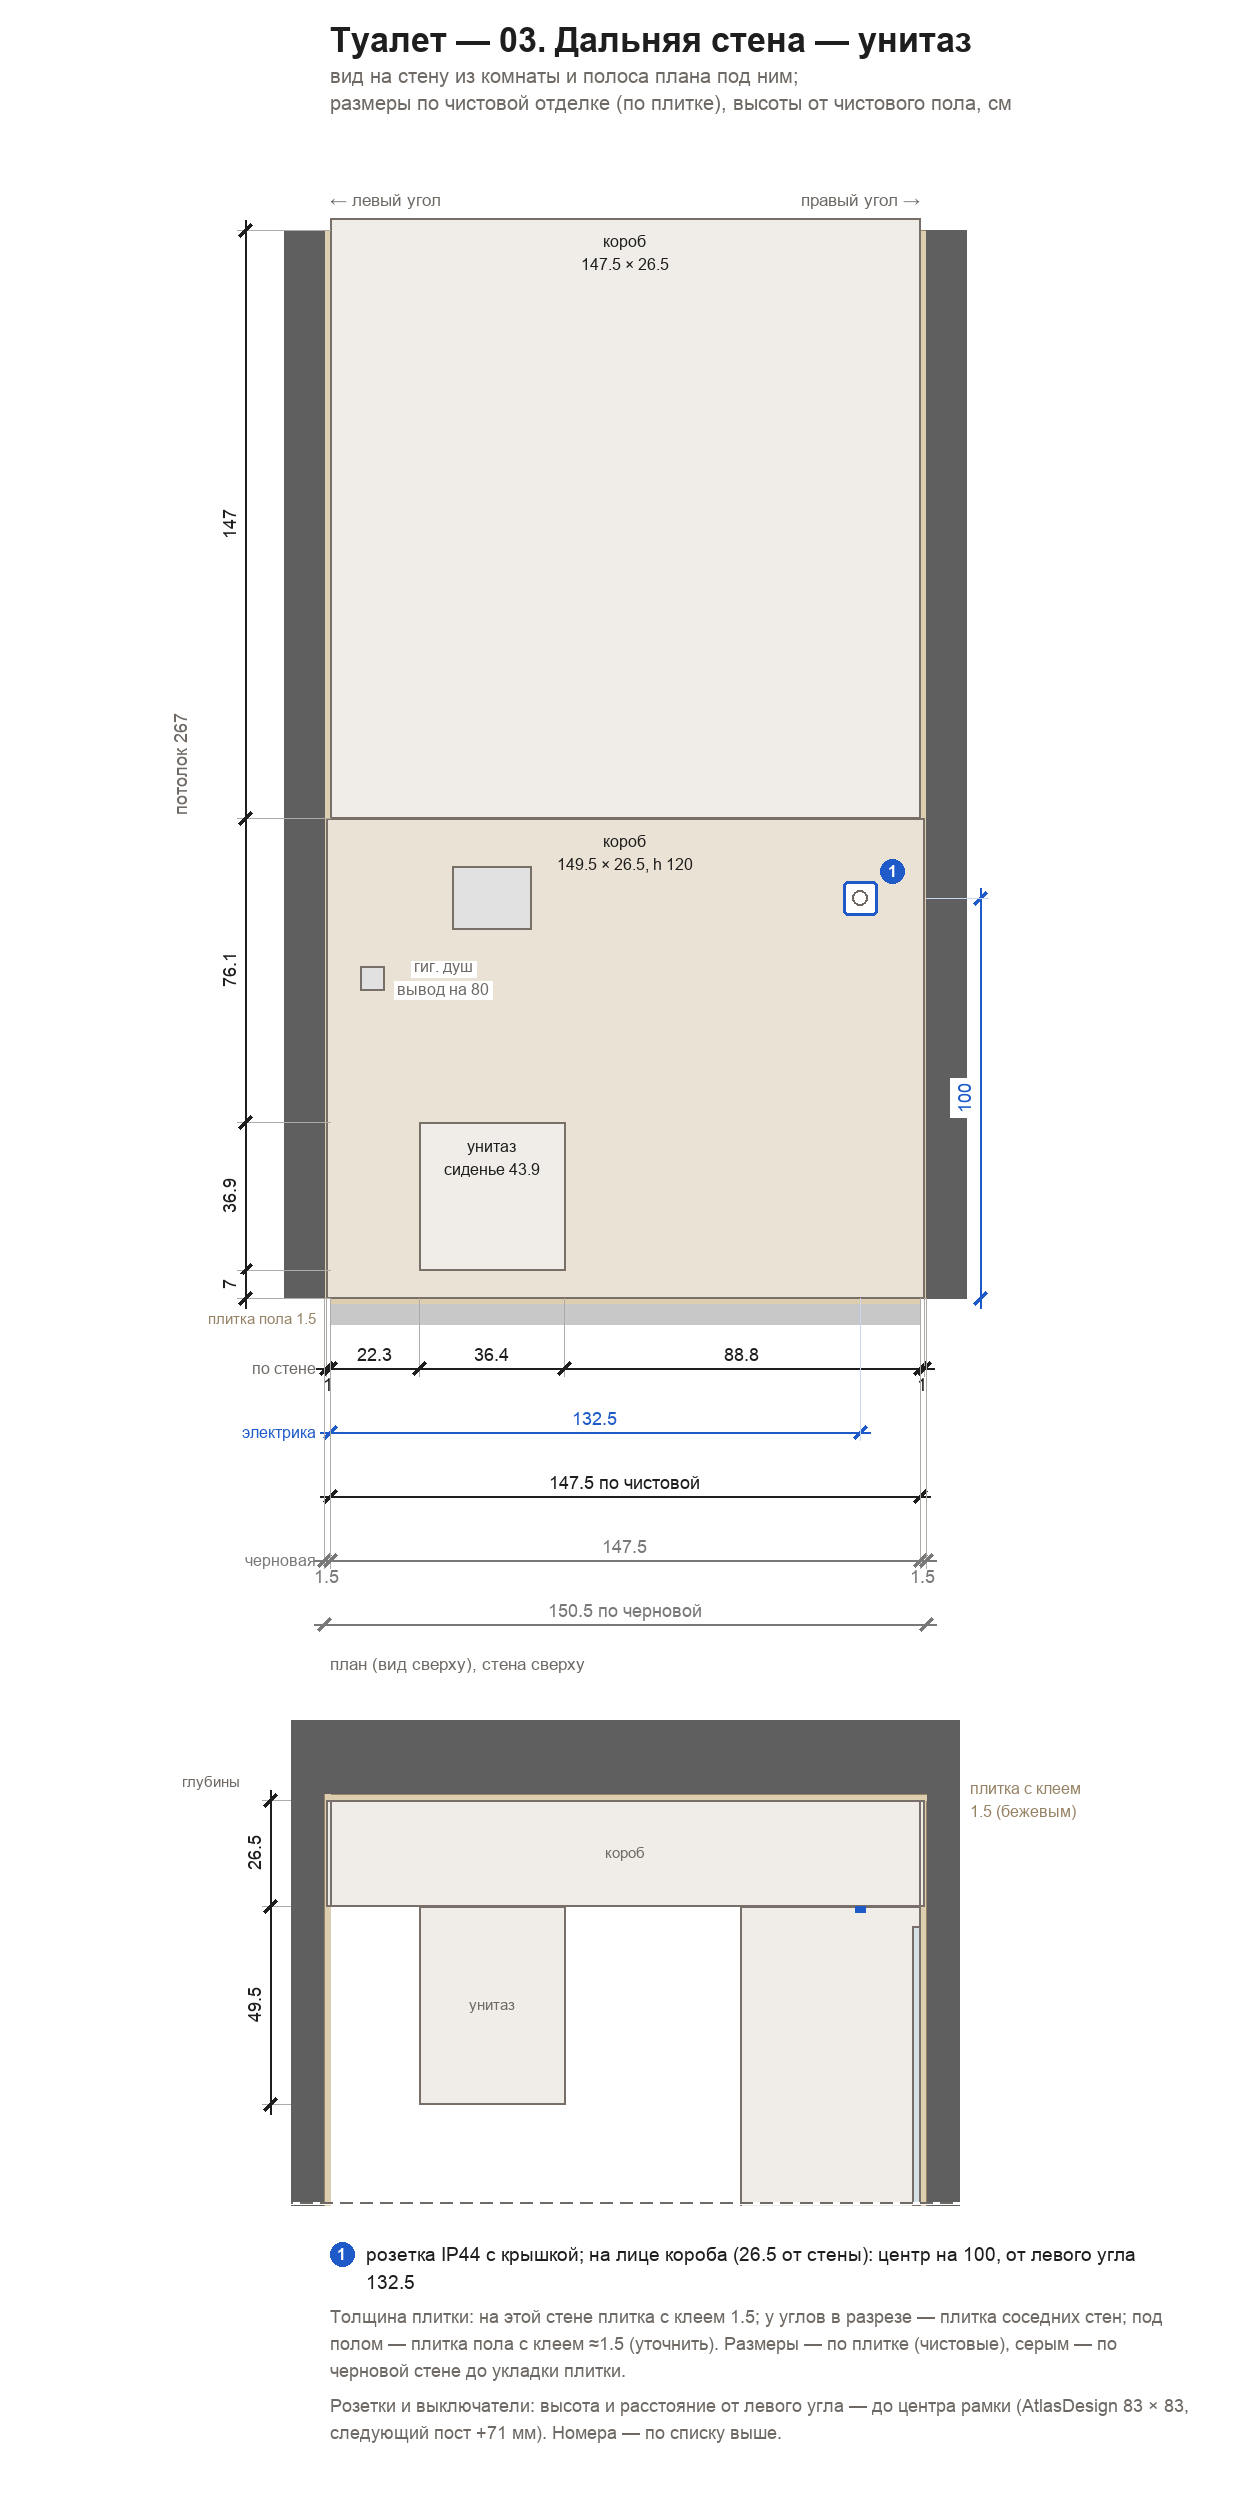 Туалет — 03. Дальняя стена — унитаз
вид на стену из комнаты и полоса плана под ним;
размеры по чистовой отделке (по плитке), высоты от чистового пола, см
← левый угол
правый угол →
короб
147.5 × 26.5
147
потолок 267
короб
149.5 × 26.5, h 120
1
76.1
гиг. душ
вывод на 80
100
унитаз
сиденье 43.9
36.9
7
плитка пола 1.5
по стене
22.3
36.4
88.8
1
1
электрика
132.5
147.5 по чистовой
черновая
147.5
1.5
1.5
150.5 по черновой
план (вид сверху), стена сверху
глубины
плитка с клеем
1.5 (бежевым)
26.5
короб
49.5
унитаз
1 розетка IP44 с крышкой; на лице короба (26.5 от стены): центр на 100, от левого угла
132.5
Толщина плитки: на этой стене плитка с клеем 1.5; у углов в разрезе — плитка соседних стен; под
полом — плитка пола с клеем ≈1.5 (уточнить). Размеры — по плитке (чистовые), серым — по
черновой стене до укладки плитки.
Розетки и выключатели: высота и расстояние от левого угла — до центра рамки (AtlasDesign 83 × 83,
следующий пост +71 мм). Номера — по списку выше.